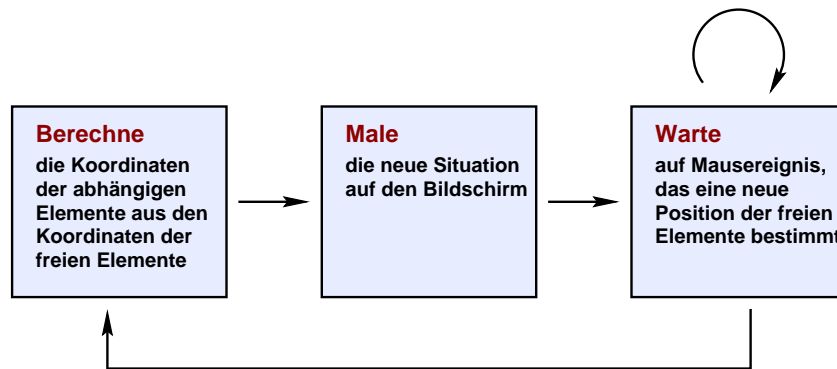 Berechne
die Koordinaten
der abhängigen
Elemente aus den
Koordinaten der
freien Elemente
Male
die neue Situation
auf den Bildschirm
Warte
auf Mausereignis,
das eine neue
Position der freien
Elemente bestimmt